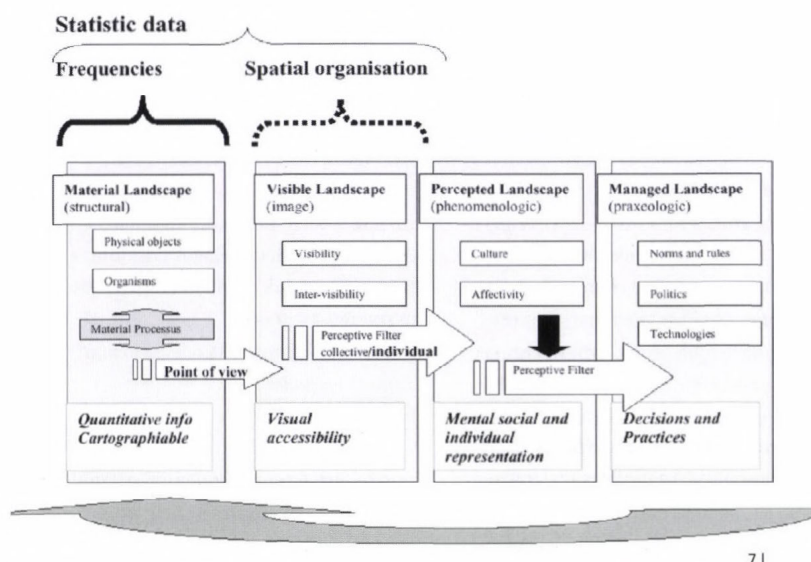 Statistic data
Frequencies
Spatial organisation
Material Landscape
(structural)
Physical objects
Organisms
Material Processus
Point of view
Quantitative info
Cartographiable
Visible Landscape
(image)
Visibility
Inter-visibility
Perceptive Filter
collective/individual
Visual
accessibility
Percepted Landscape
(phenomenologic)
Culture
Affectivity
Perceptive Filter
Mental social and
individual
representation
Managed Landscape
(praxeologic)
Norms and rules
Politics
Technologies
Decisions and
Practices
71